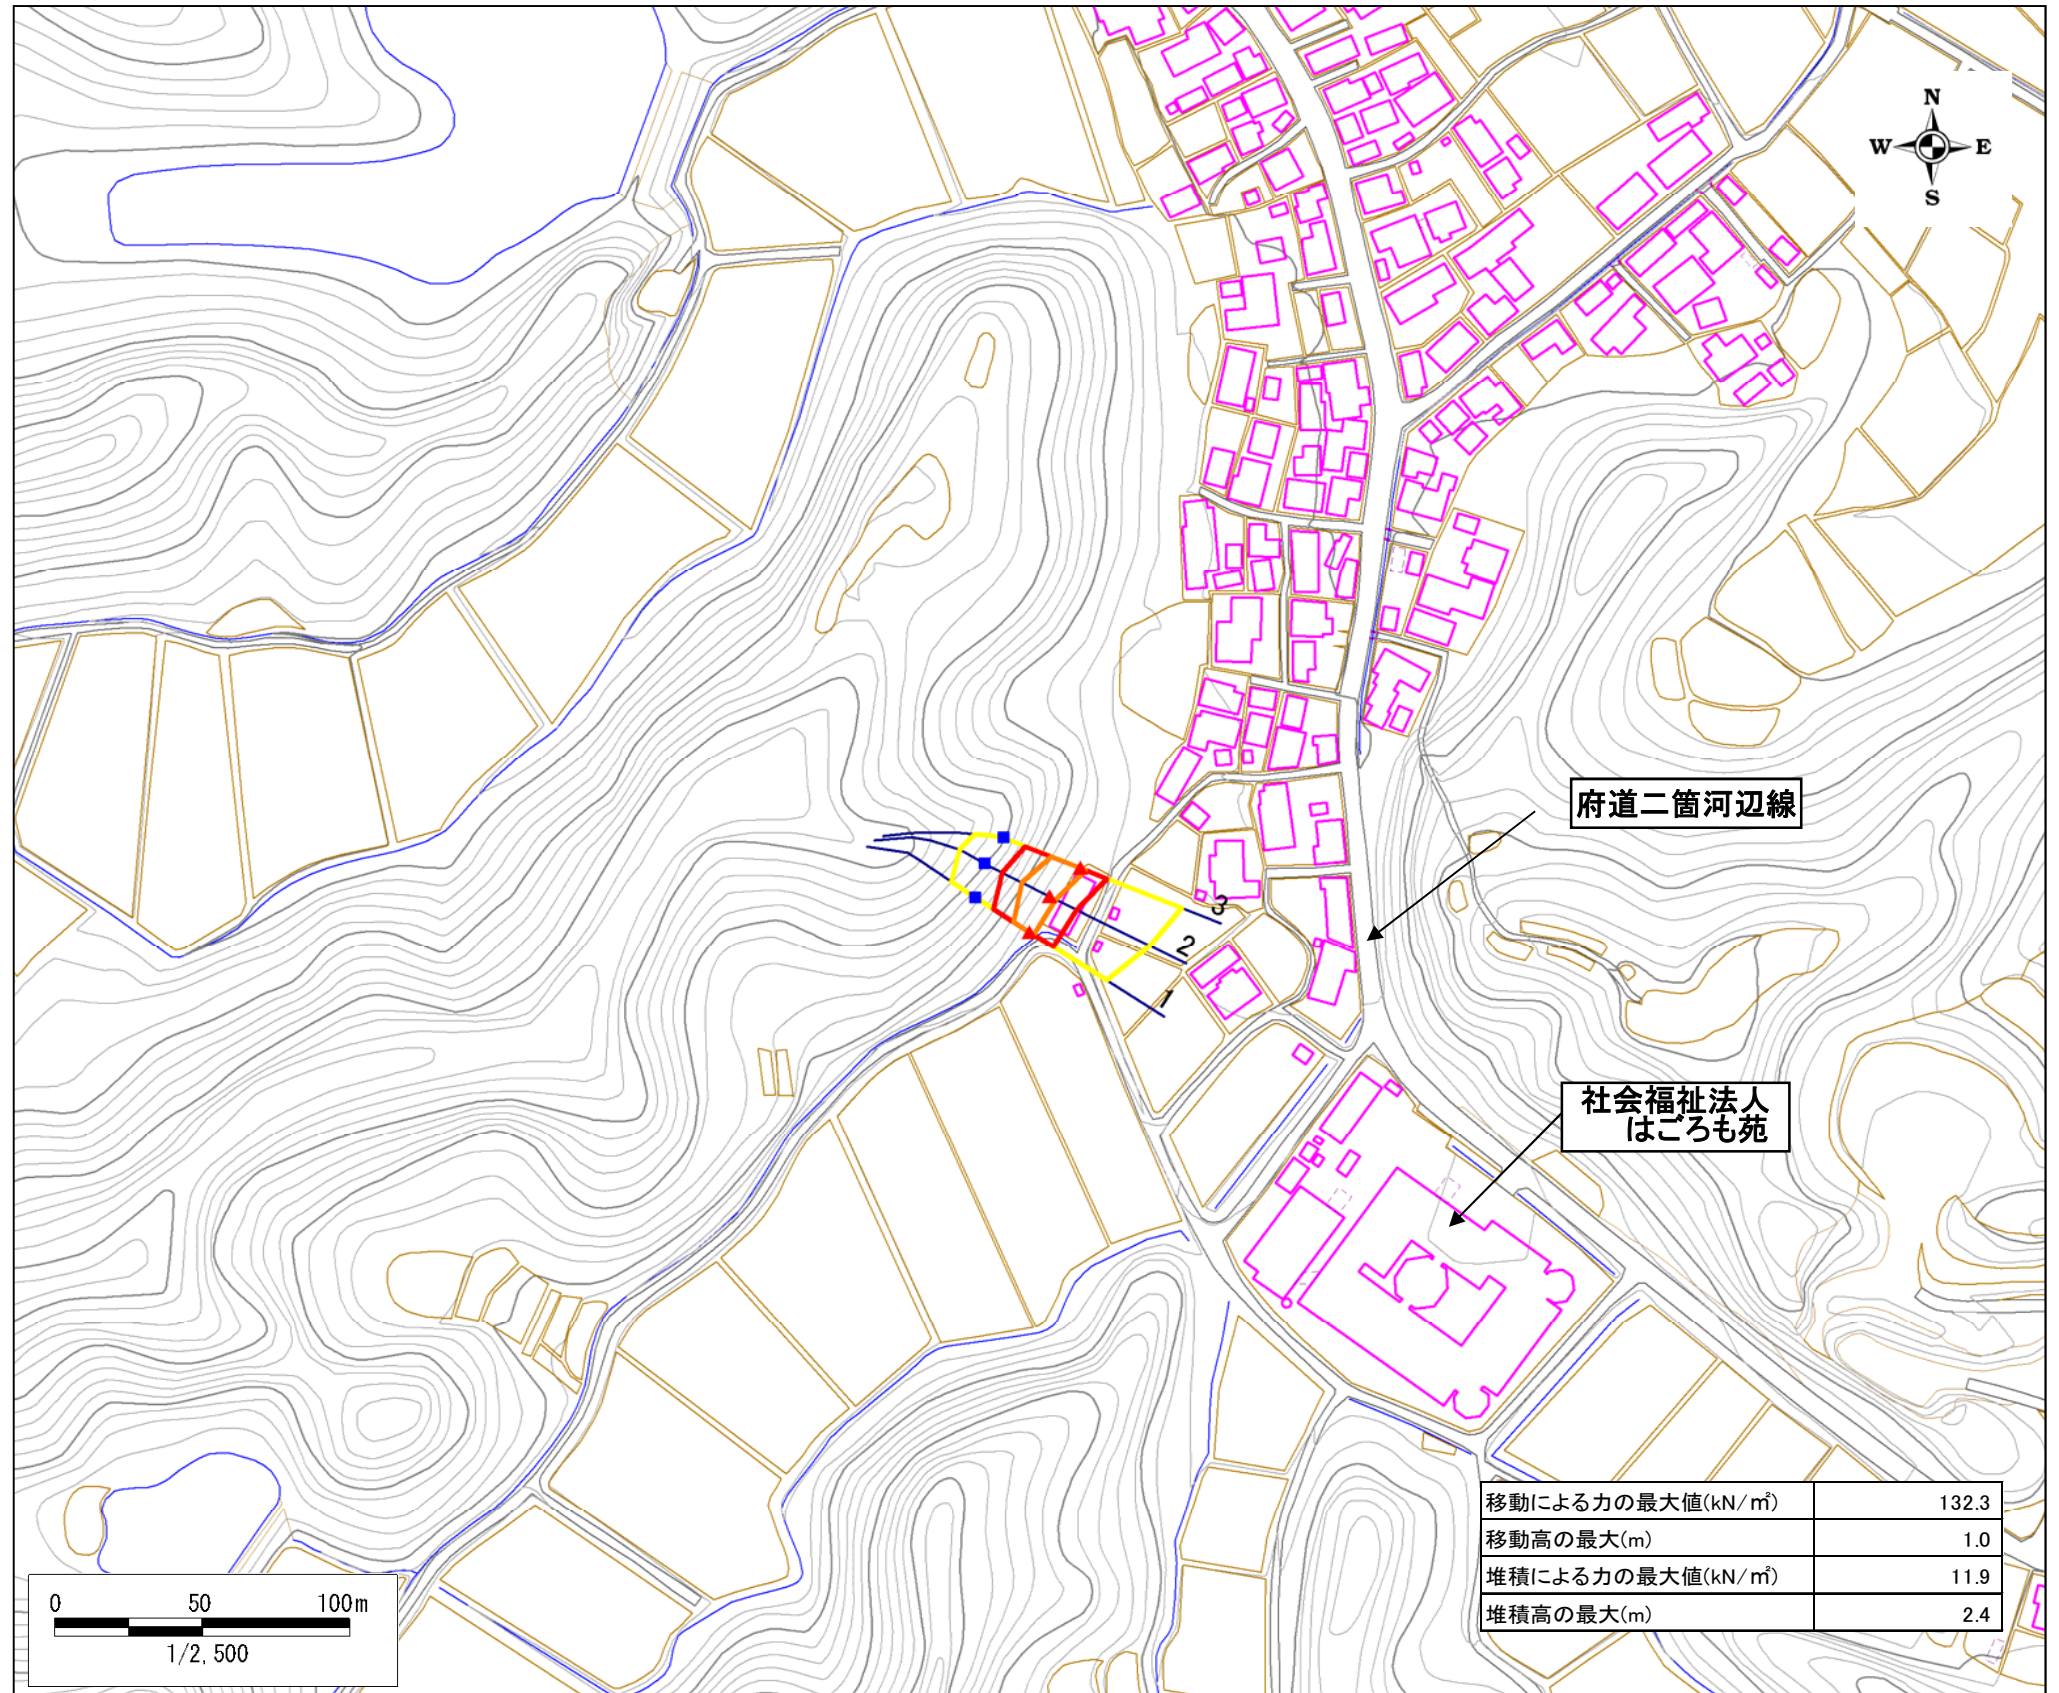 N
W E
S
府道二箇河辺線
3
2
1
社会福祉法人
はごろも苑
移動による力の最大値(kN/㎡) 132.3
移動高の最大(m) 1.0
堆積による力の最大値(kN/㎡) 11.9
堆積高の最大(m) 2.4
0 50 100m
1/2,500